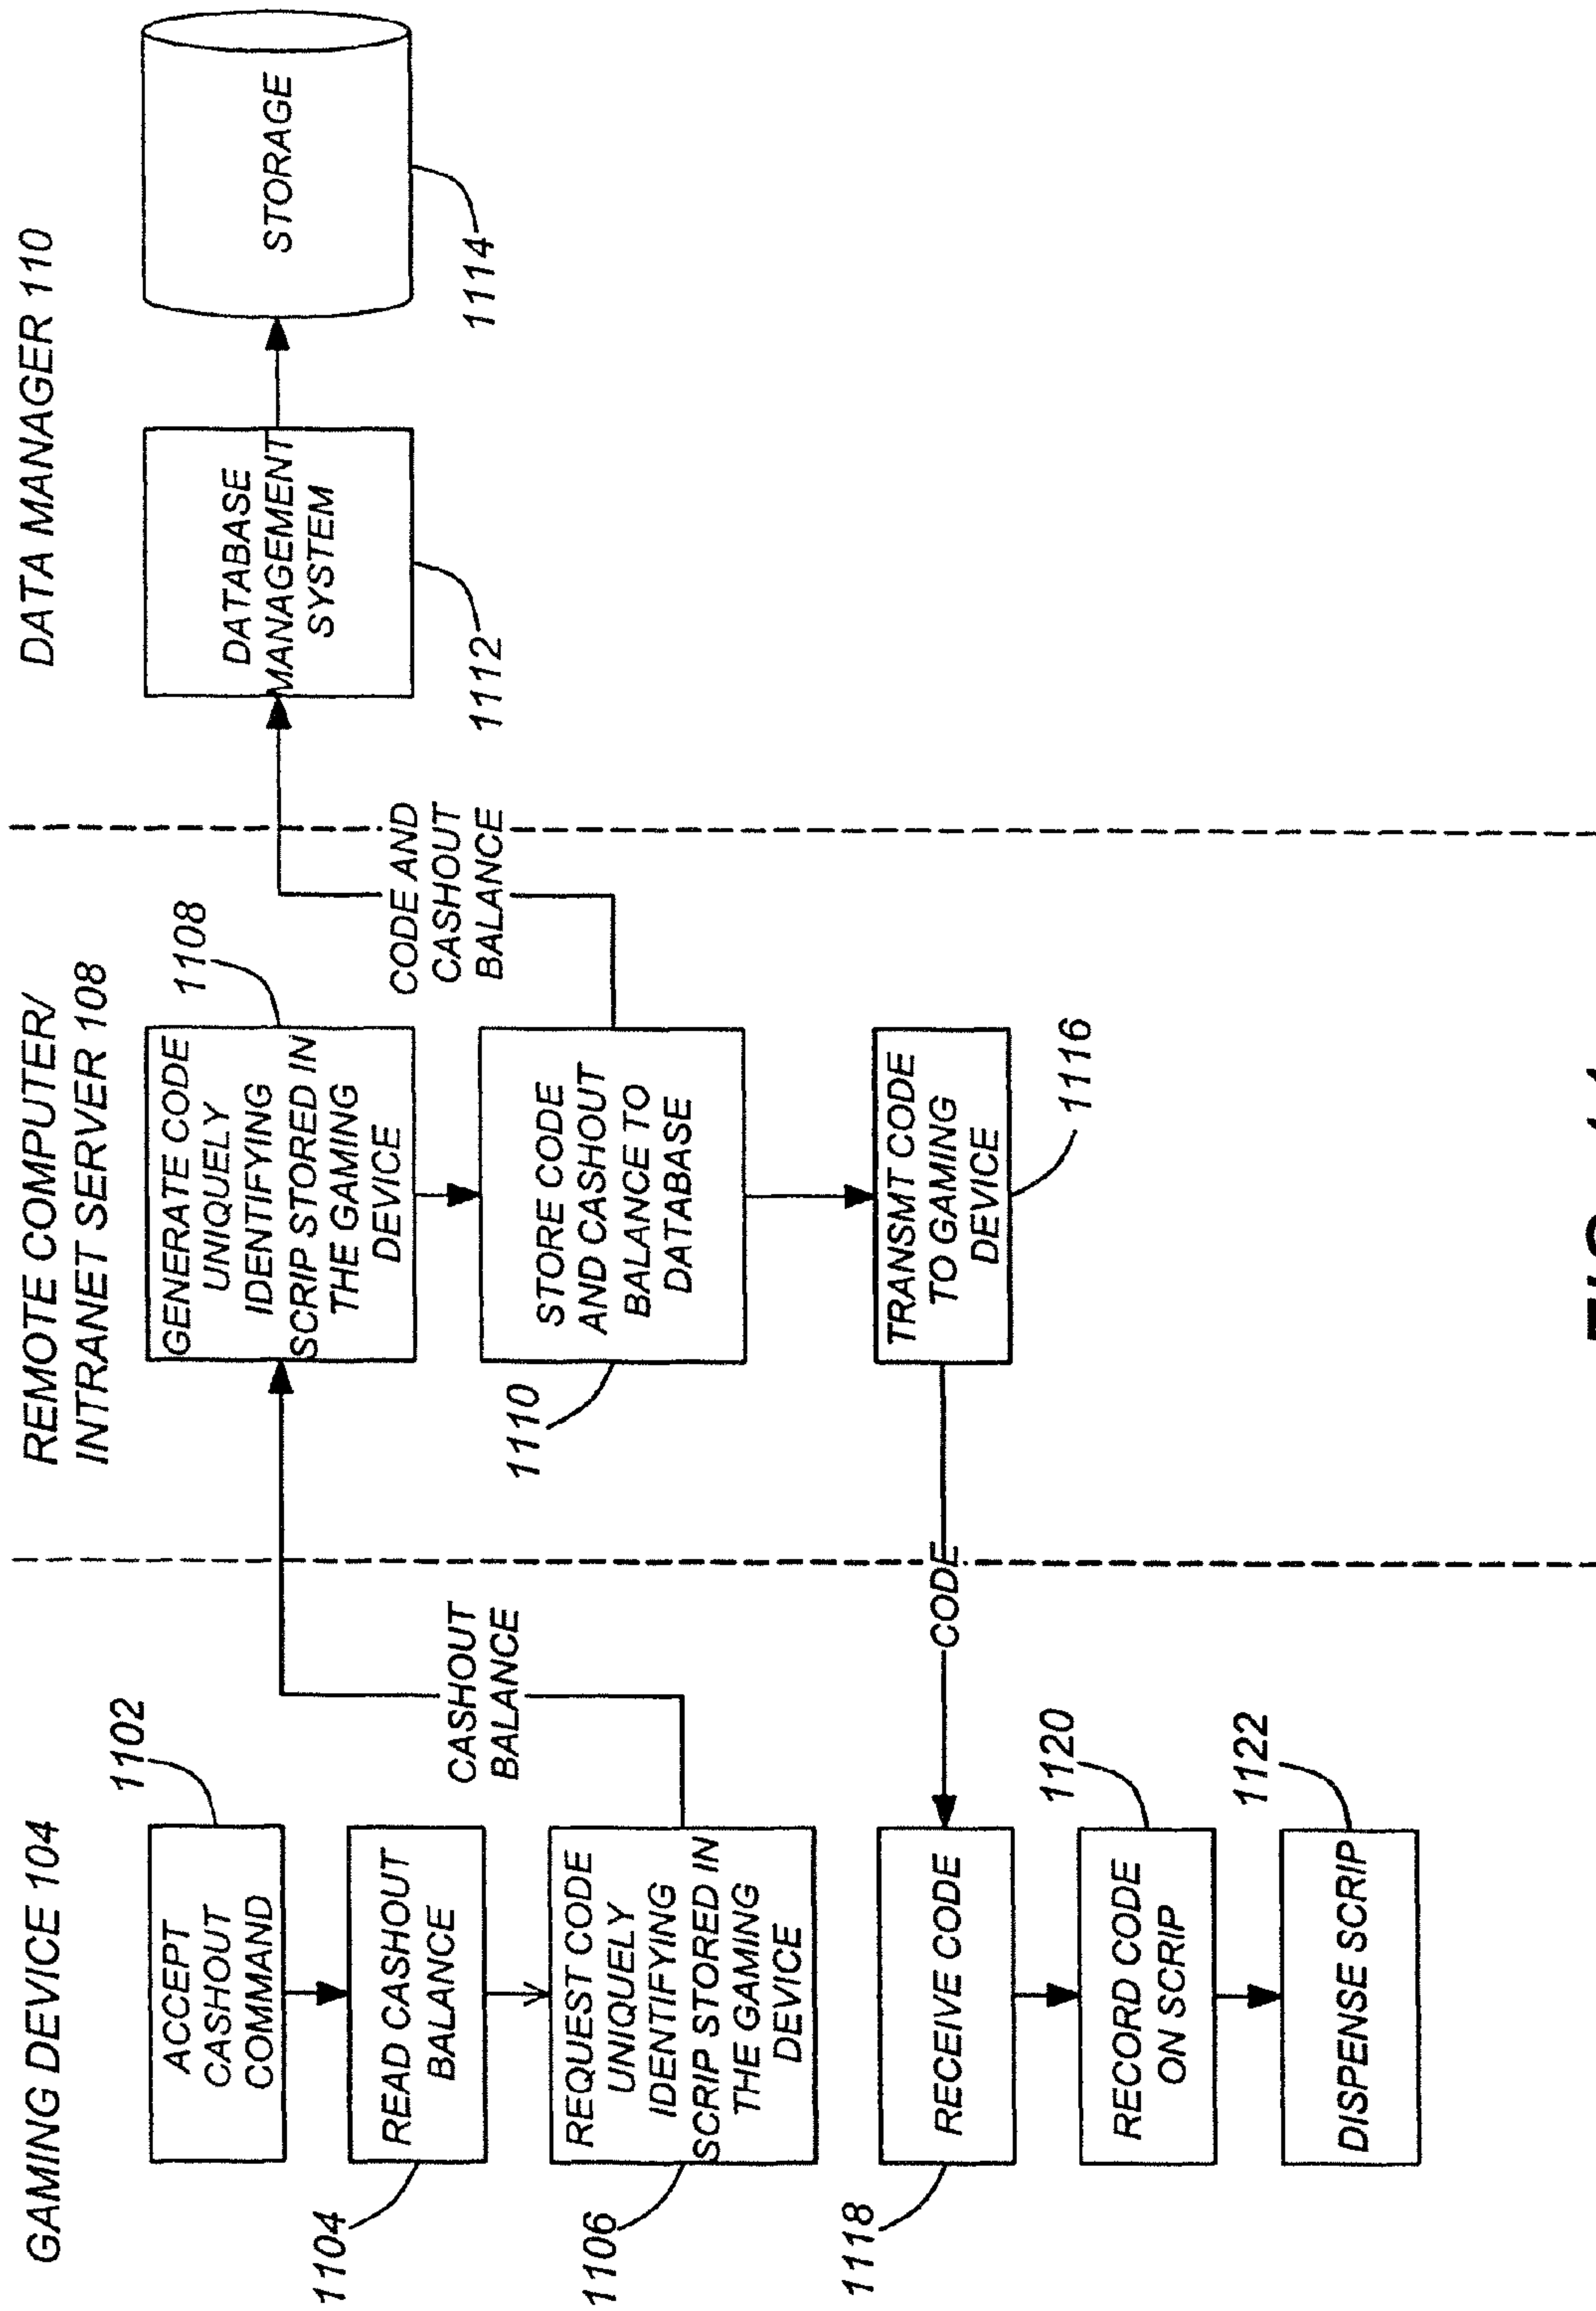 GAMING DEVICE 104
1102
ACCEPT
CASHOUT
COMMAND
READ CASHOUT
BALANCE
1104
REQUEST CODE
UNIQUELY
IDENTIFYING
SCRIP STORED IN
THE GAMING
DEVICE
1106
CASHOUT
BALANCE
RECEIVE CODE
1118
RECORD CODE
ON SCRIP
1120
DISPENSE SCRIP
1122
REMOTE COMPUTER/
INTRANET SERVER 108
1108
GENERATE CODE
UNIQUELY
IDENTIFYING
SCRIP STORED IN
THE GAMING
DEVICE
STORE CODE
AND CASHOUT
BALANCE TO
DATABASE
1110
CODE AND
CASHOUT
BALANCE
TRANSMT CODE
TO GAMING
DEVICE
1116
CODE
DATA MANAGER 110
DATABASE
MANAGEMENT
SYSTEM
1112
STORAGE
1114